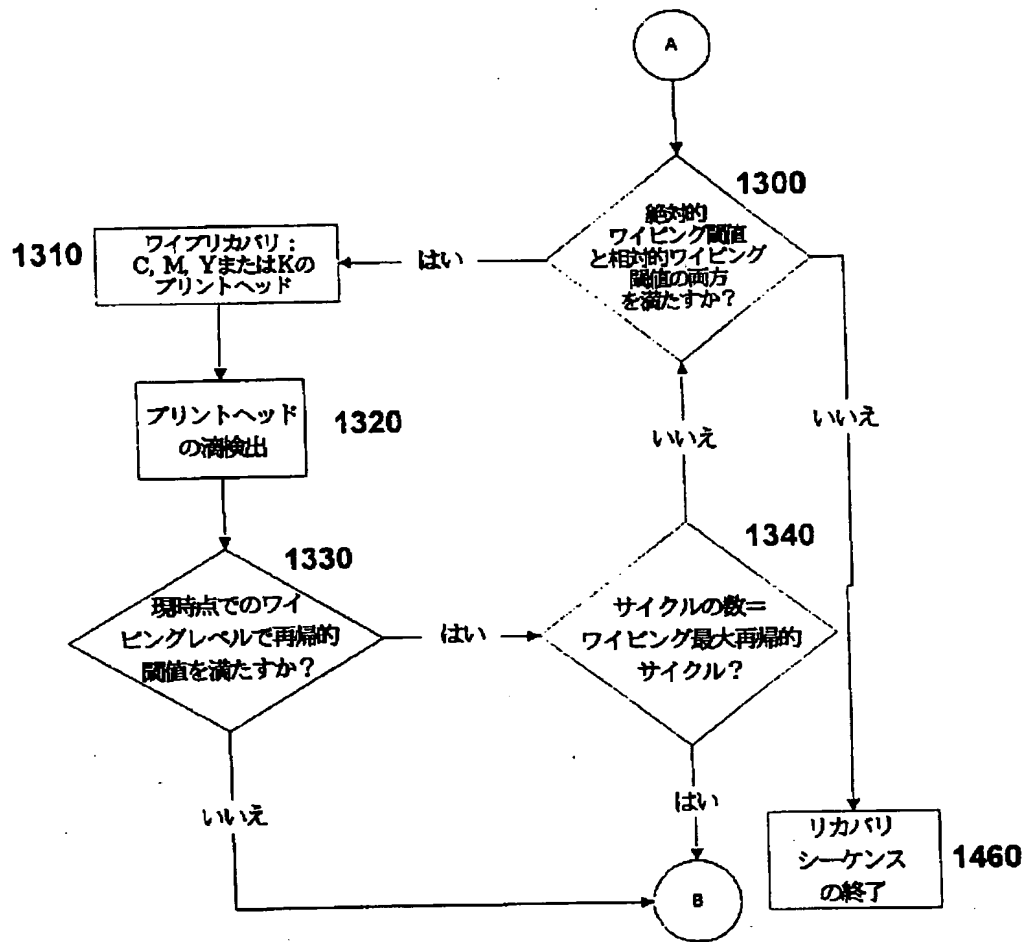 A
1300
絶対的
ワイピング閾値
と相対的ワイピング
閾値の両方
を満たすか?
はい
1310
ワイプリカバリ:
C, M, YまたはKの
プリントヘッド
プリントヘッド
の滴検出
1320
いいえ
いいえ
1330
現時点でのワイ
ピングレベルで再帰的
閾値を満たすか?
はい
1340
サイクルの数=
ワイピング最大再帰的
サイクル?
いいえ
はい
リカバリ
シーケンス
の終了
1460
B